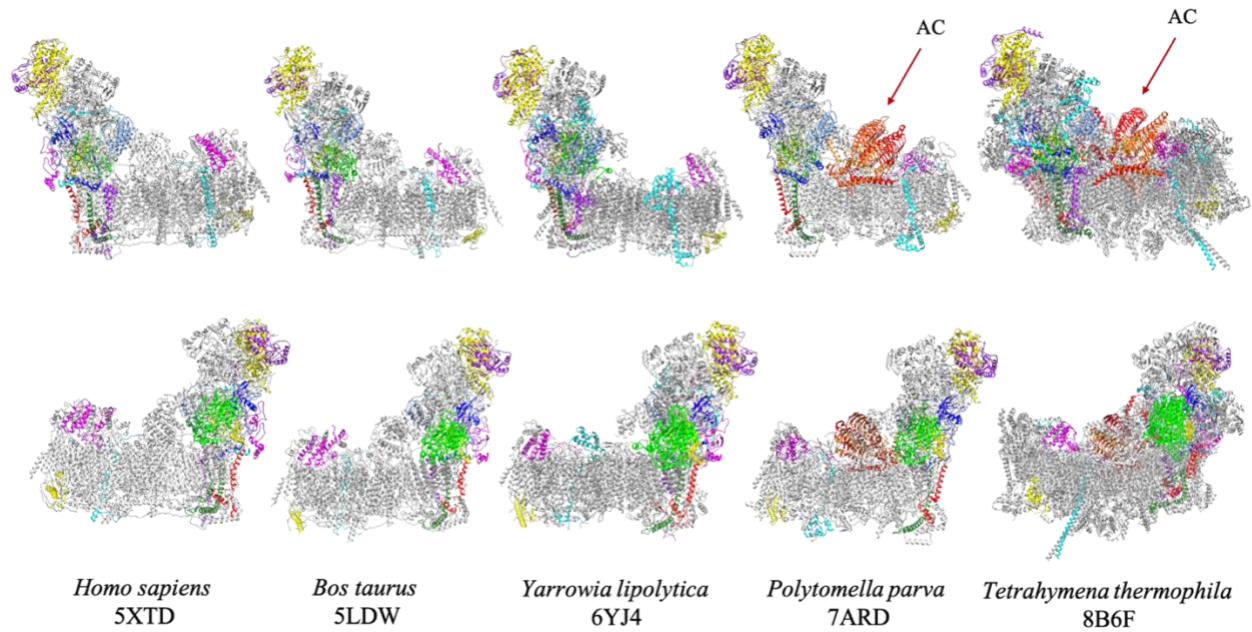 AC
AC
Homo sapiens
5XTD
Bos taurus
5LDW
Yarrowia lipolytica
6YJ4
Polytomella parva
7ARD
Tetrahymena thermophila
8B6F